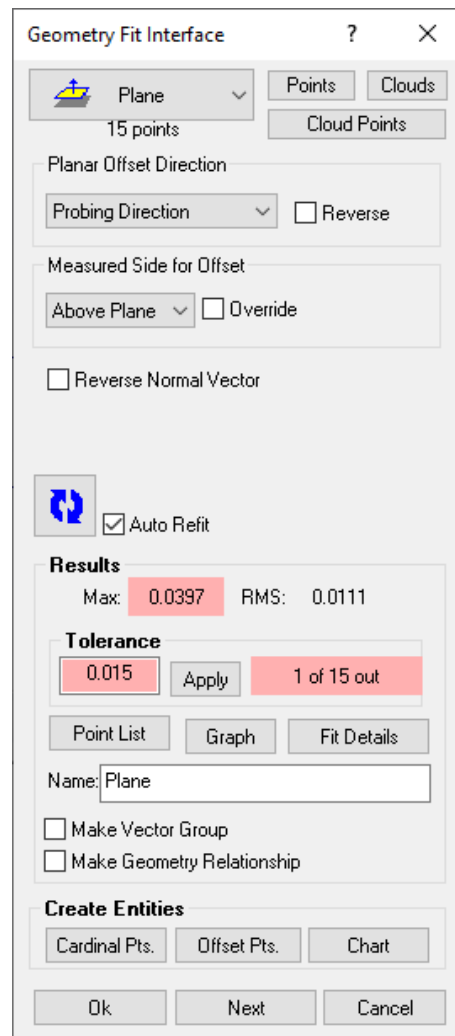 Geometry Fit Interface ?
Plane Points Clouds
15 points Cloud Points
Planar Offset Direction
Probing Direction Reverse
Measured Side for Offset
Above Plane Override
Reverse Normal Vector
Auto Refit
Results
Max: 0.0397 RMS: 0.0111
Tolerance
0.015 Apply 1 of 15 out
Point List Graph Fit Details
Name: Plane
Make Vector Group
Make Geometry Relationship
Create Entities
Cardinal Pts. Offset Pts. Chart
Ok Next Cancel